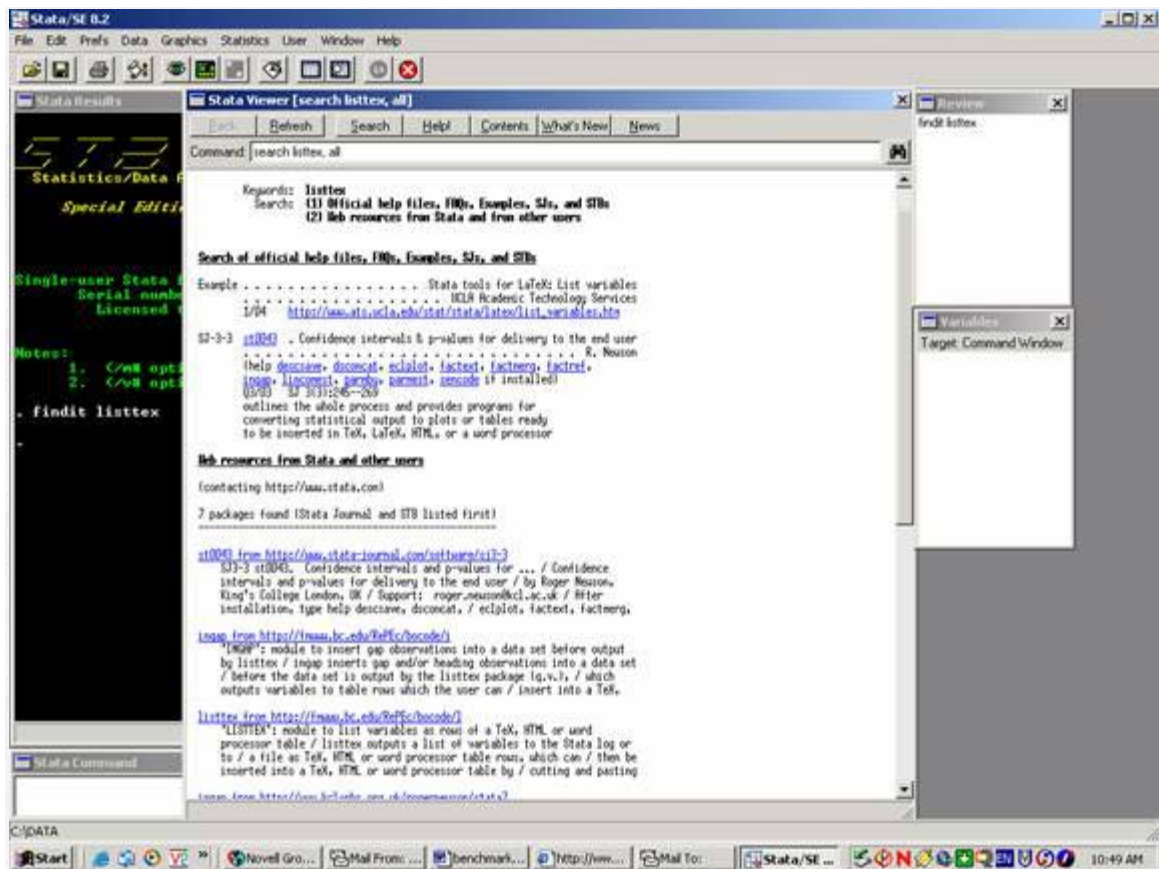 Stata/SE 8.2
File Edit Prefs Data Graphics Statistics User Window Help
Stata Results
Statistics/Data
Special Editi
Single-user Stata
Serial numbe
Licensed
Notes:
1. (/m# opt
2. (/v# opt
. findit listtex
Stata Command
Stata Viewer [search listtex, all]
Back Refresh Search Help! Contents What's New News
Command: search listtex, all
Keywords: listtex
Search: (1) Official help files, FAQs, Examples, SJs, and STBs
(2) Web resources from Stata and from other users
Search of official help files, FAQs, Examples, SJs, and STBs
Example . . . . . . . . . . . . . . . . . Stata tools for LaTeX: List variables
. . . . . . . . . . . . . . . . . . UCLA Academic Technology Services
1/04 http://www.ats.ucla.edu/stat/stata/latex/list_variables.htm
SJ-3-3 st0043 . Confidence intervals & p-values for delivery to the end user
. . . . . . . . . . . . . . . . . . . . . . . . . . . . . . R. Newson
(help descsave, dsconcat, eclplot, factext, factmerg, factref,
ingap, lincomest, parmby, parmest, sencode if installed)
Q3/03 SJ 3(3):245--269
outlines the whole process and provides programs for
converting statistical output to plots or tables ready
to be inserted in TeX, LaTeX, HTML, or a word processor
Web resources from Stata and other users
(contacting http://www.stata.com)
7 packages found (Stata Journal and STB listed first)
st0043 from http://www.stata-journal.com/software/sj3-3
SJ3-3 st0043. Confidence intervals and p-values for ... / Confidence
intervals and p-values for delivery to the end user / by Roger Newson,
King's College London, UK / Support: roger.newson@kcl.ac.uk / After
installation, type help descsave, dsconcat, / eclplot, factext, factmerg,
ingap from http://fmwww.bc.edu/RePEc/bocode/i
'INGAP': module to insert gap observations into a data set before output
by listtex / ingap inserts gap and/or heading observations into a data set
/ before the data set is output by the listtex package (q.v.), / which
outputs variables to table rows which the user can / insert into a TeX,
listtex from http://fmwww.bc.edu/RePEc/bocode/l
'LISTTEX': module to list variables as rows of a TeX, HTML or word
processor table / listtex outputs a list of variables to the Stata log or
to / a file as TeX, HTML or word processor table rows, which can / then be
inserted into a TeX, HTML or word processor table by / cutting and pasting
Review
findit listtex
Variables
Target: Command Window
C:\DATA
Start Novell Gro... Mail From: ... benchmark... http://ww... Mail To: Stata/SE ... 10:49 AM